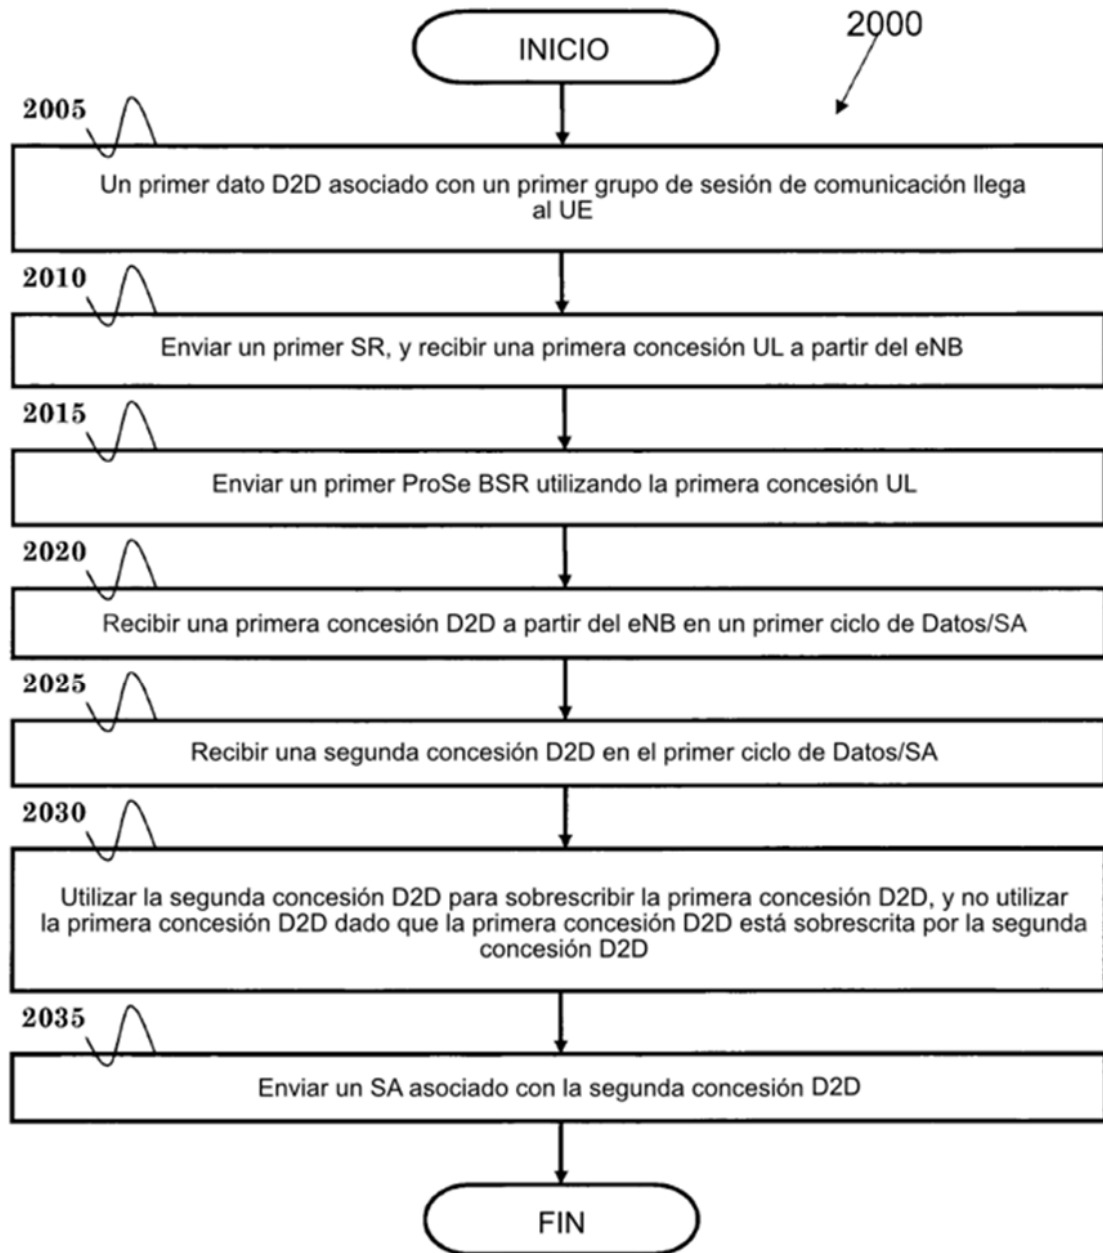 INICIO
2000
2005
Un primer dato D2D asociado con un primer grupo de sesión de comunicación llega
al UE
2010
Enviar un primer SR, y recibir una primera concesión UL a partir del eNB
2015
Enviar un primer ProSe BSR utilizando la primera concesión UL
2020
Recibir una primera concesión D2D a partir del eNB en un primer ciclo de Datos/SA
2025
Recibir una segunda concesión D2D en el primer ciclo de Datos/SA
2030
Utilizar la segunda concesión D2D para sobrescribir la primera concesión D2D, y no utilizar
la primera concesión D2D dado que la primera concesión D2D está sobrescrita por la segunda
concesión D2D
2035
Enviar un SA asociado con la segunda concesión D2D
FIN